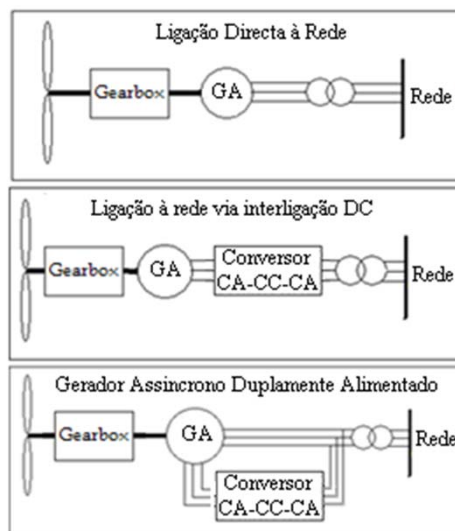 Ligação Directa à Rede
Gearbox
GA
Rede
Ligação à rede via interligação DC
Gearbox
GA
Conversor
CA-CC-CA
Rede
Gerador Assincrono Duplamente Alimentado
Gearbox
GA
Rede
Conversor
CA-CC-CA